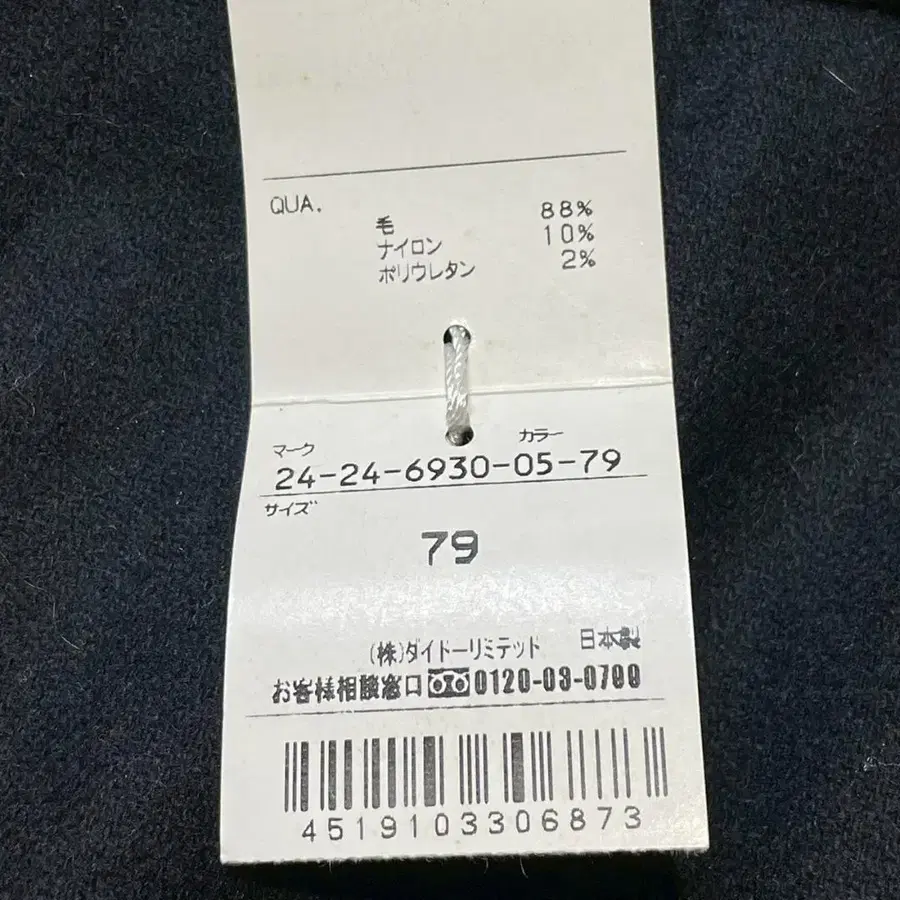 QUA.
毛 88%
ナイロン 10%
ポリウレタン 2%
マーク カラー
24-24-6930-05-79
サイズ
79
(株)ダイドーリミテッド 日本製
お客様相談窓口 0120-03-0799
4519103306873